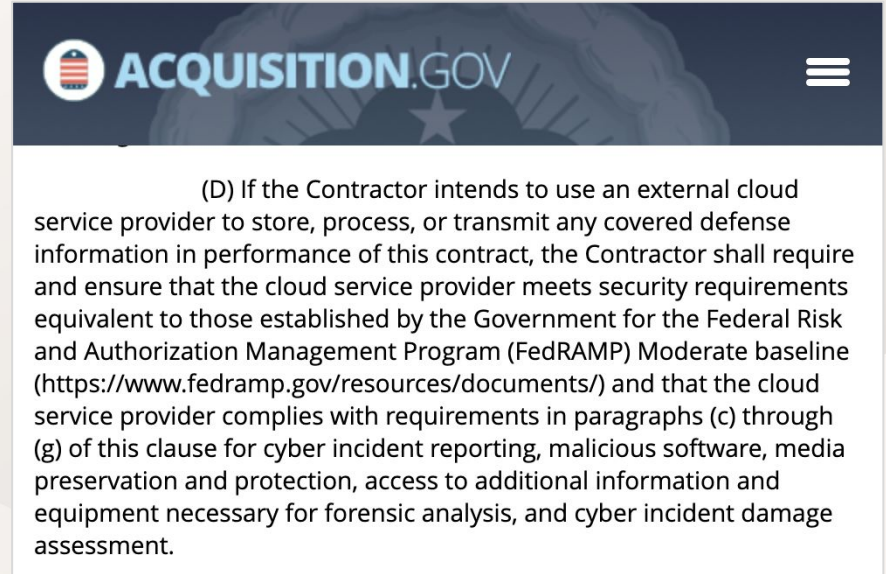 ACQUISITION.GOV
(D) If the Contractor intends to use an external cloud
service provider to store, process, or transmit any covered defense
information in performance of this contract, the Contractor shall require
and ensure that the cloud service provider meets security requirements
equivalent to those established by the Government for the Federal Risk
and Authorization Management Program (FedRAMP) Moderate baseline
(https://www.fedramp.gov/resources/documents/) and that the cloud
service provider complies with requirements in paragraphs (c) through
(g) of this clause for cyber incident reporting, malicious software, media
preservation and protection, access to additional information and
equipment necessary for forensic analysis, and cyber incident damage
assessment.